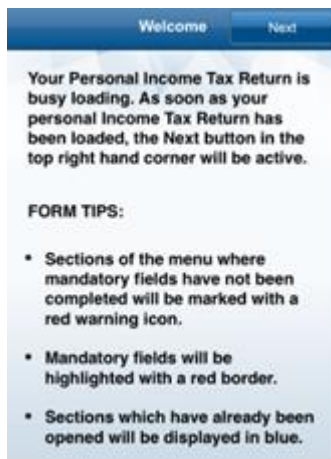 Welcome
Next
Your Personal Income Tax Return is
busy loading. As soon as your
personal Income Tax Return has
been loaded, the Next button in the
top right hand corner will be active.
FORM TIPS:
• Sections of the menu where
mandatory fields have not been
completed will be marked with a
red warning icon.
• Mandatory fields will be
highlighted with a red border.
• Sections which have already been
opened will be displayed in blue.